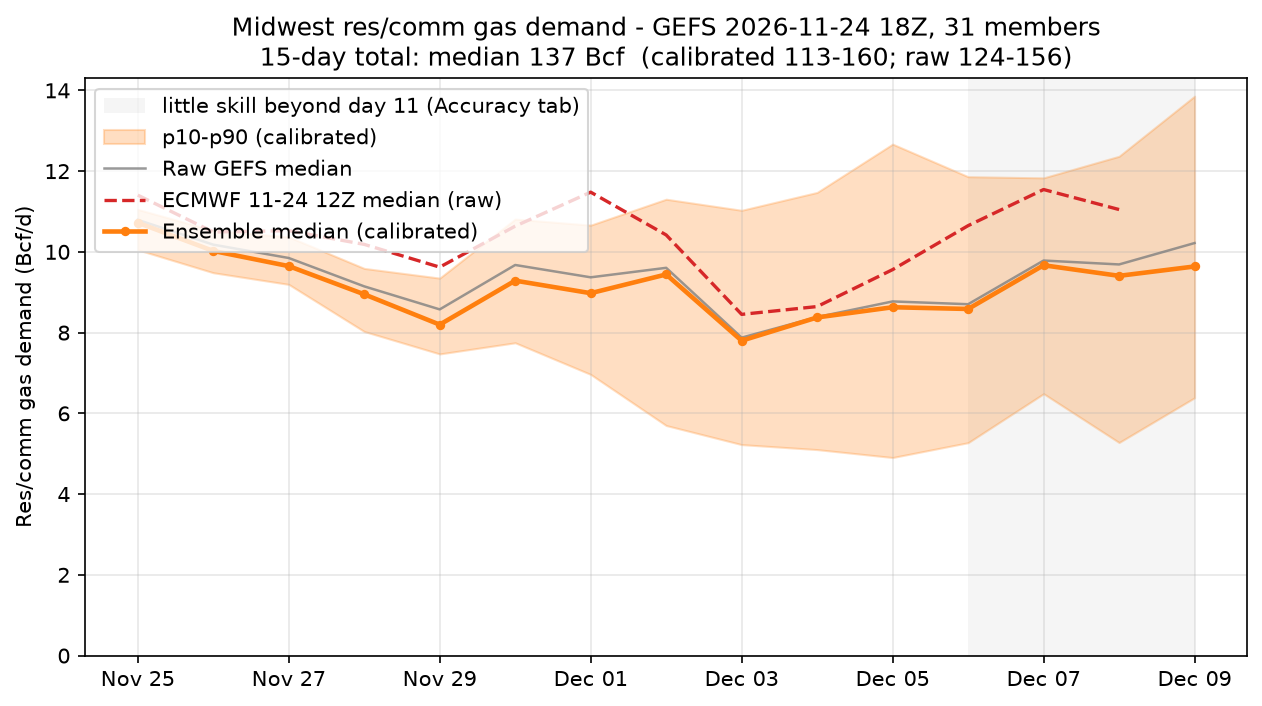 Midwest res/comm gas demand - GEFS 2026-11-24 18Z, 31 members
15-day total: median 137 Bcf  (calibrated 113-160; raw 124-156)
little skill beyond day 11 (Accuracy tab)
p10-p90 (calibrated)
Raw GEFS median
ECMWF 11-24 12Z median (raw)
Ensemble median (calibrated)
Res/comm gas demand (Bcf/d)
14
12
10
8
6
4
2
0
Nov 25
Nov 27
Nov 29
Dec 01
Dec 03
Dec 05
Dec 07
Dec 09